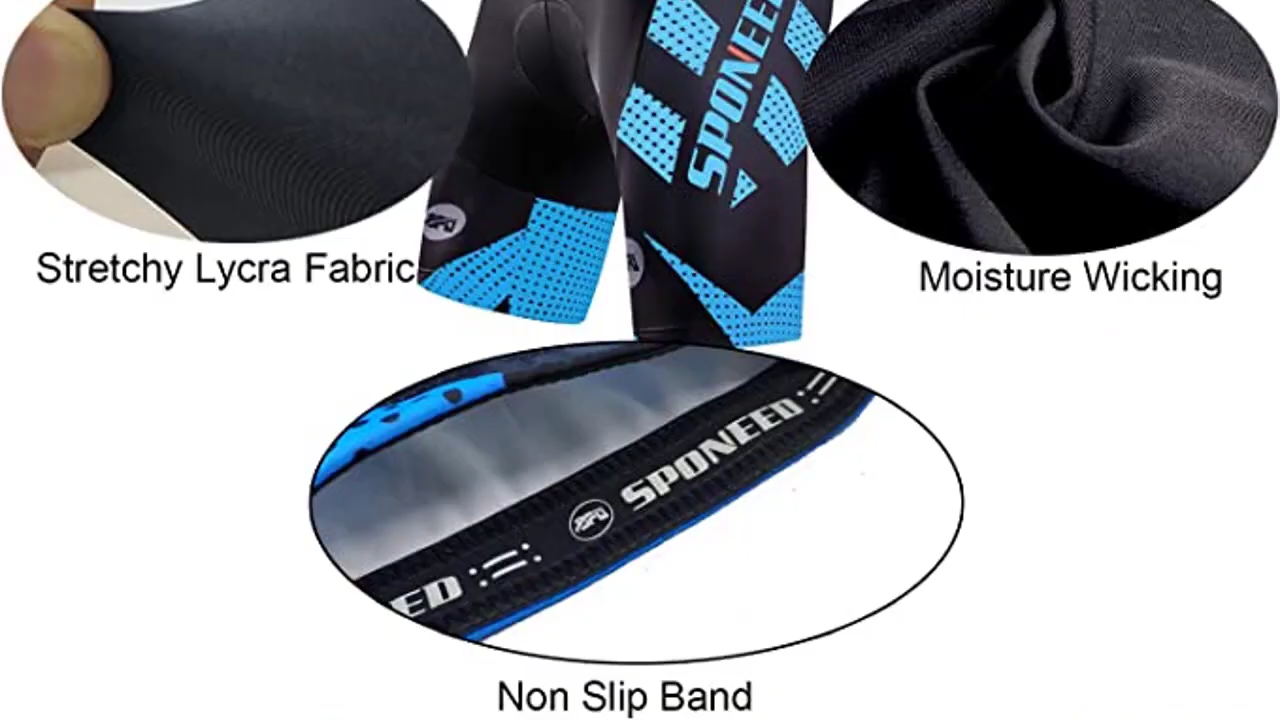 SPONEED
Stretchy Lycra Fabric
Moisture Wicking
SPONEED
ED
Non Slip Band